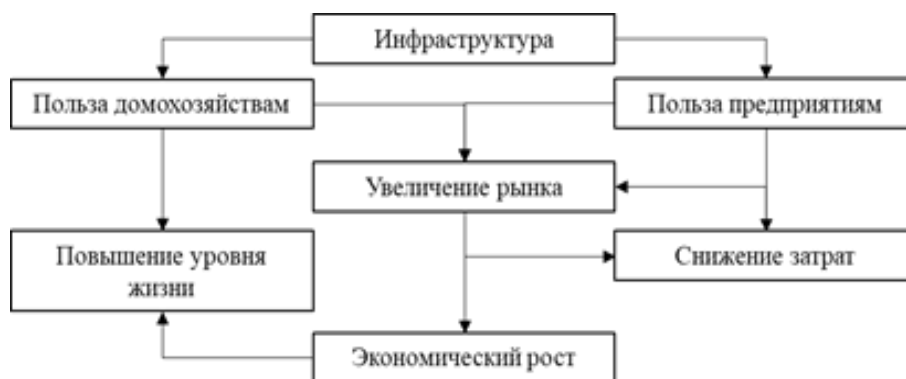 Инфраструктура
Польза домохозяйствам
Польза предприятиям
Увеличение рынка
Повышение уровня
жизни
Снижение затрат
Экономический рост